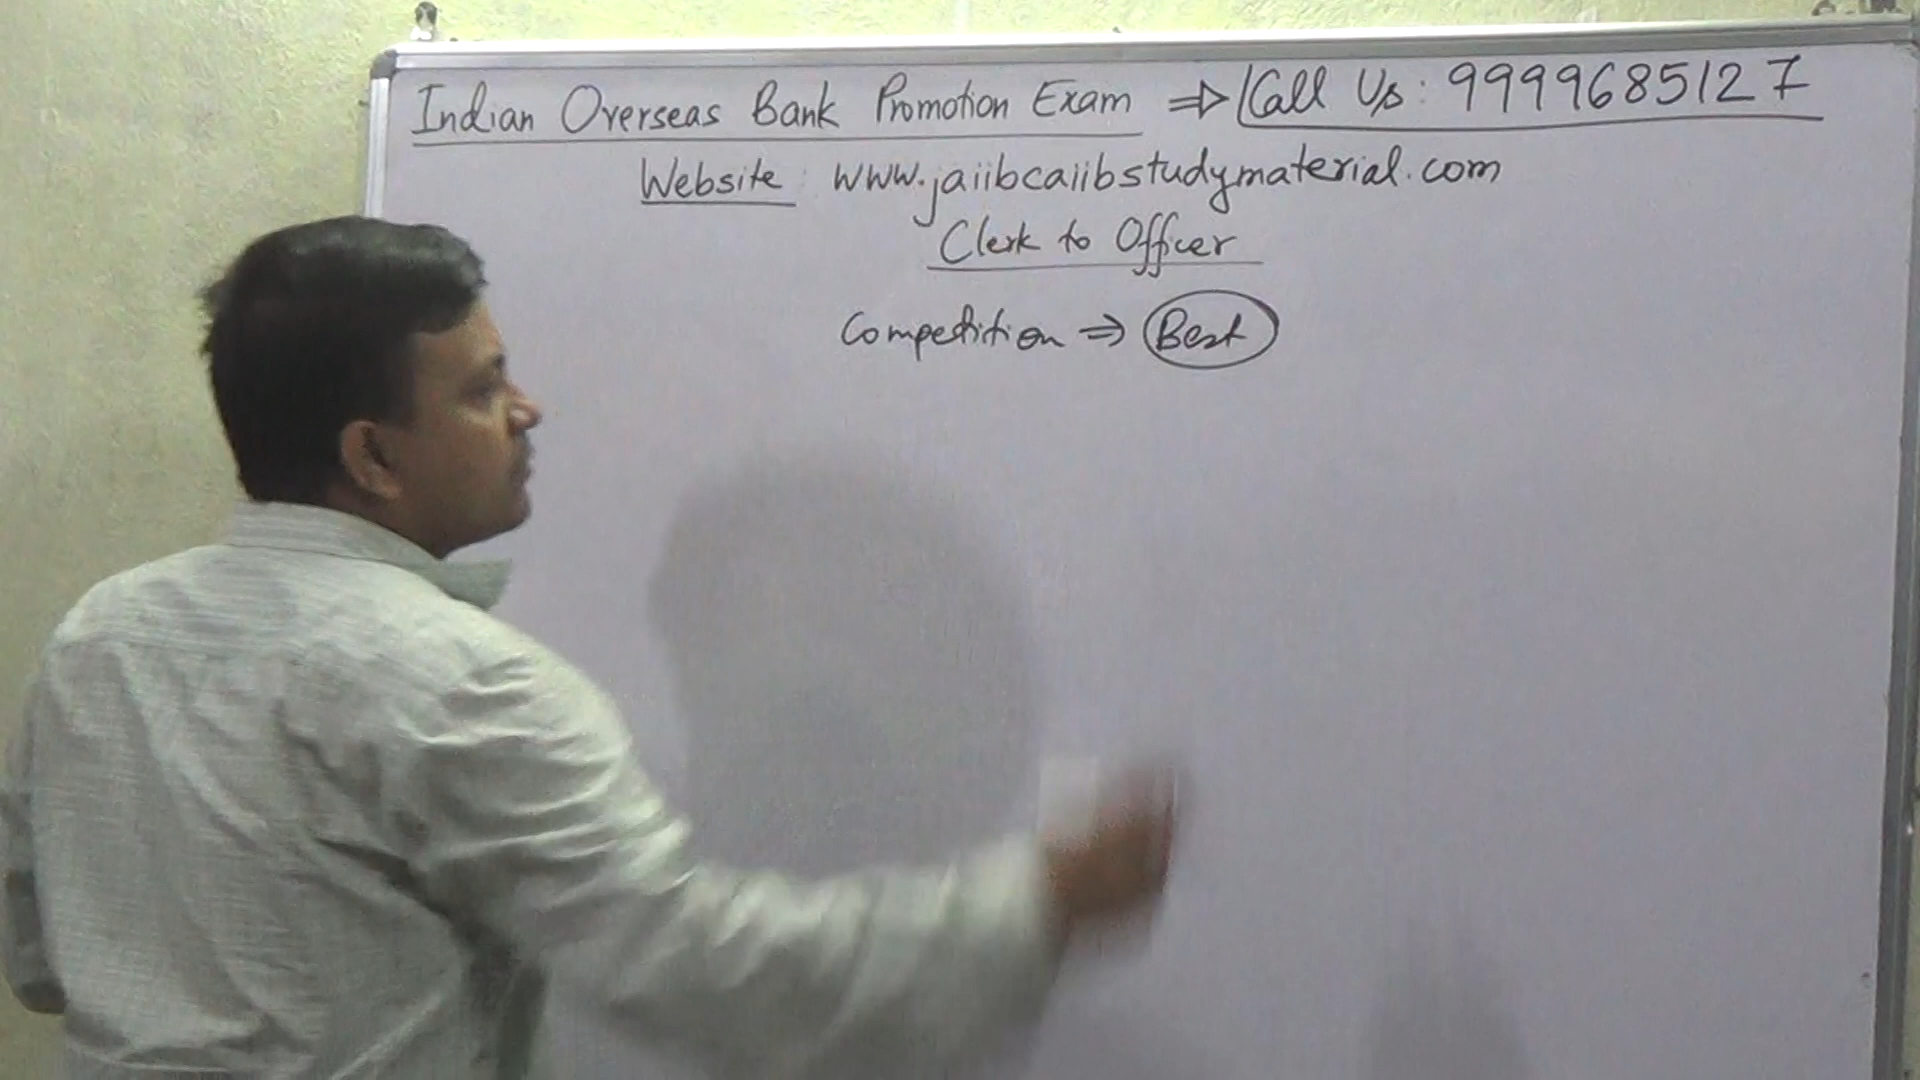 Indian Overseas Bank Promotion Exam ⇒ Call Us : 9999685127
Website : www.jaiibcaiibstudymaterial.com
Clerk to Officer
Competition ⇒ Best